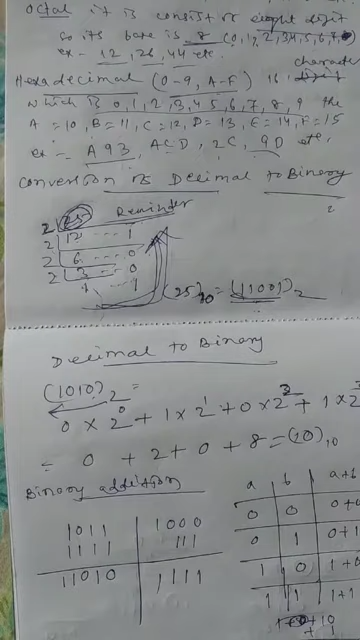 Octal it is consist of eight digit
so its base is 8 (0,1,2,3,4,5,6,7)
ex- 12, 26, 44 etc.
character
Hexadecimal (0-9, A-F) 16
which is 0,1,2,3,4,5,6,7,8,9 the
A=10, B=11, C=12, D=13, E=14, F=15
ex- A9B, ACD, 2C, 9D etc.
Conversion of Decimal to Binary
Reminder
2 25
2 12 --- 1
2 6 --- 0
2 3 --- 0
1 --- 1
(25)10 = (11001)2
Decimal to Binary
(1010)2 =
0 x 2^0 + 1 x 2^1 + 0 x 2^2 + 1 x 2^3
= 0 + 2 + 0 + 8 = (10)10
Binary addition
1011 1000
1111 111
11010 1111
a b a+b
0 0 0+0
0 1 0+1
1 0 1+0
1 1 1+1